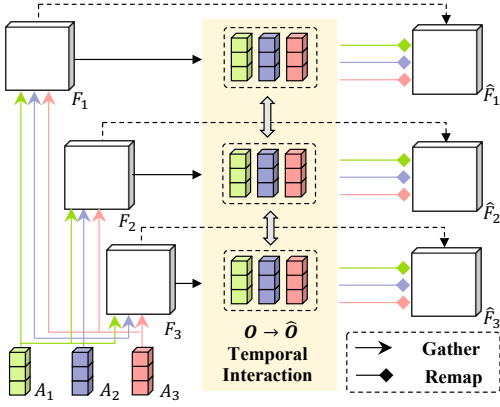 F₁
F̂₁
F₂
F̂₂
F₃
F̂₃
O → Ô
Temporal
Interaction
A₁ A₂ A₃
Gather
Remap